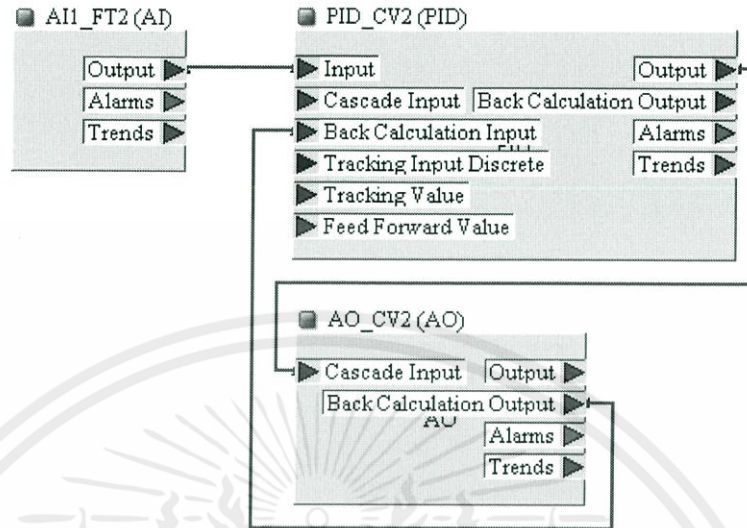 AI1_FT2 (AI)
Output
Alarms
Trends
PID_CV2 (PID)
Input
Output
Cascade Input
Back Calculation Output
Back Calculation Input
Alarms
Tracking Input Discrete
Trends
Tracking Value
Feed Forward Value
AO_CV2 (AO)
Cascade Input
Output
Back Calculation Output
AO
Alarms
Trends